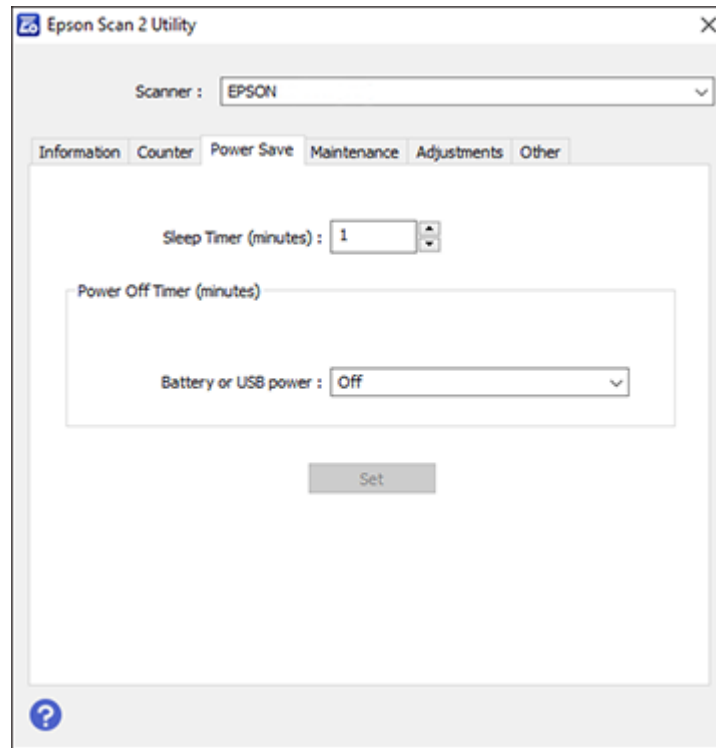 Epson Scan 2 Utility
Scanner : EPSON
Information Counter Power Save Maintenance Adjustments Other
Sleep Timer (minutes) : 1
Power Off Timer (minutes)
Battery or USB power : Off
Set
?